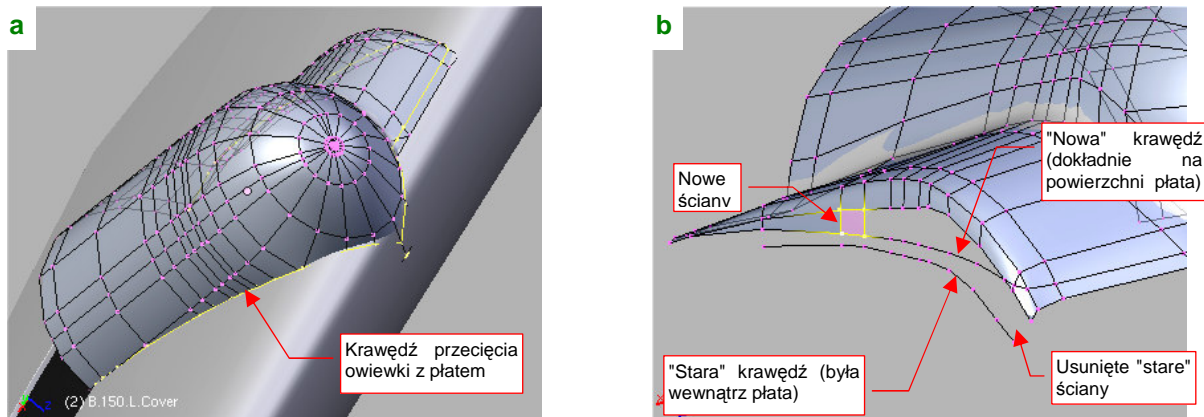 a
Krawędź przecięcia
owiewki z płatem
(2) B.150.L.Cover
b
"Nowa" krawędź
(dokładnie na
powierzchni płata)
Nowe
ściany
"Stara" krawędź (była
wewnątrz płata)
Usunięte "stare"
ściany